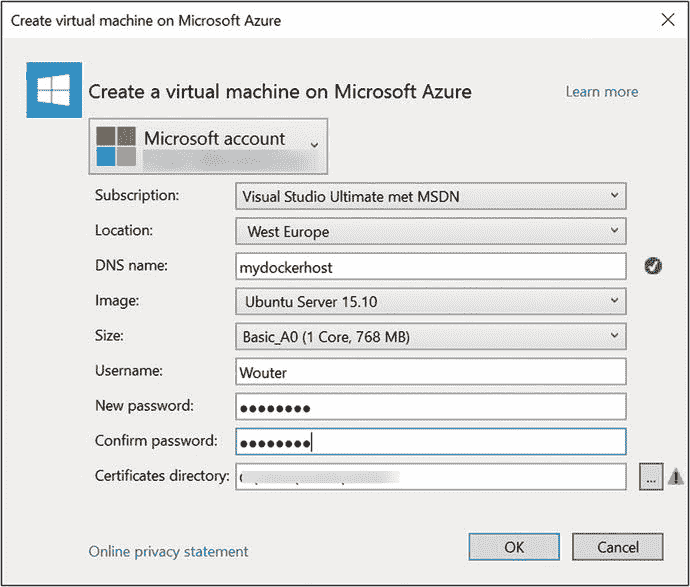 Create virtual machine on Microsoft Azure
Create a virtual machine on Microsoft Azure
Learn more
Microsoft account
Subscription: Visual Studio Ultimate met MSDN
Location: West Europe
DNS name: mydockerhost
Image: Ubuntu Server 15.10
Size: Basic_A0 (1 Core, 768 MB)
Username: Wouter
New password: ●●●●●●●●
Confirm password: ●●●●●●●●
Certificates directory: ...
Online privacy statement
OK Cancel